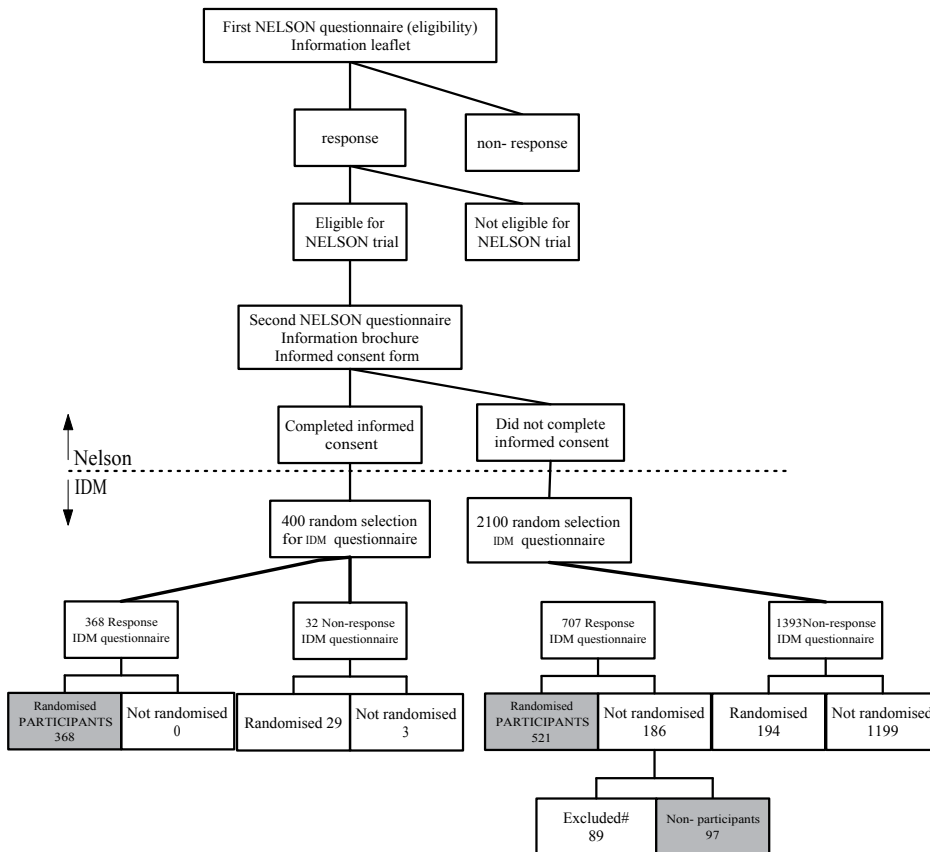 First NELSON questionnaire (eligibility)
Information leaflet
response
non- response
Eligible for
NELSON trial
Not eligible for
NELSON trial
Second NELSON questionnaire
Information brochure
Informed consent form
Completed informed
consent
Did not complete
informed consent
Nelson
IDM
400 random selection
for IDM questionnaire
2100 random selection
IDM questionnaire
368 Response
IDM questionnaire
32 Non-response
IDM questionnaire
707 Response
IDM questionnaire
1393Non-response
IDM questionnaire
Randomised
PARTICIPANTS
368
Not randomised
0
Randomised 29
Not randomised
3
Randomised
PARTICIPANTS
521
Not randomised
186
Randomised
194
Not randomised
1199
Excluded#
89
Non- participants
97